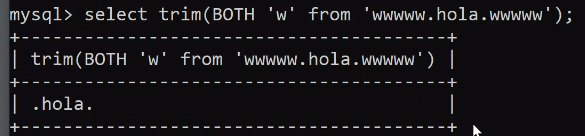 mysql> select trim(BOTH 'w' from 'wwwww.hola.wwwww');
+----------------------------------------+
| trim(BOTH 'w' from 'wwwww.hola.wwwww') |
+----------------------------------------+
| .hola.                                 |
+----------------------------------------+